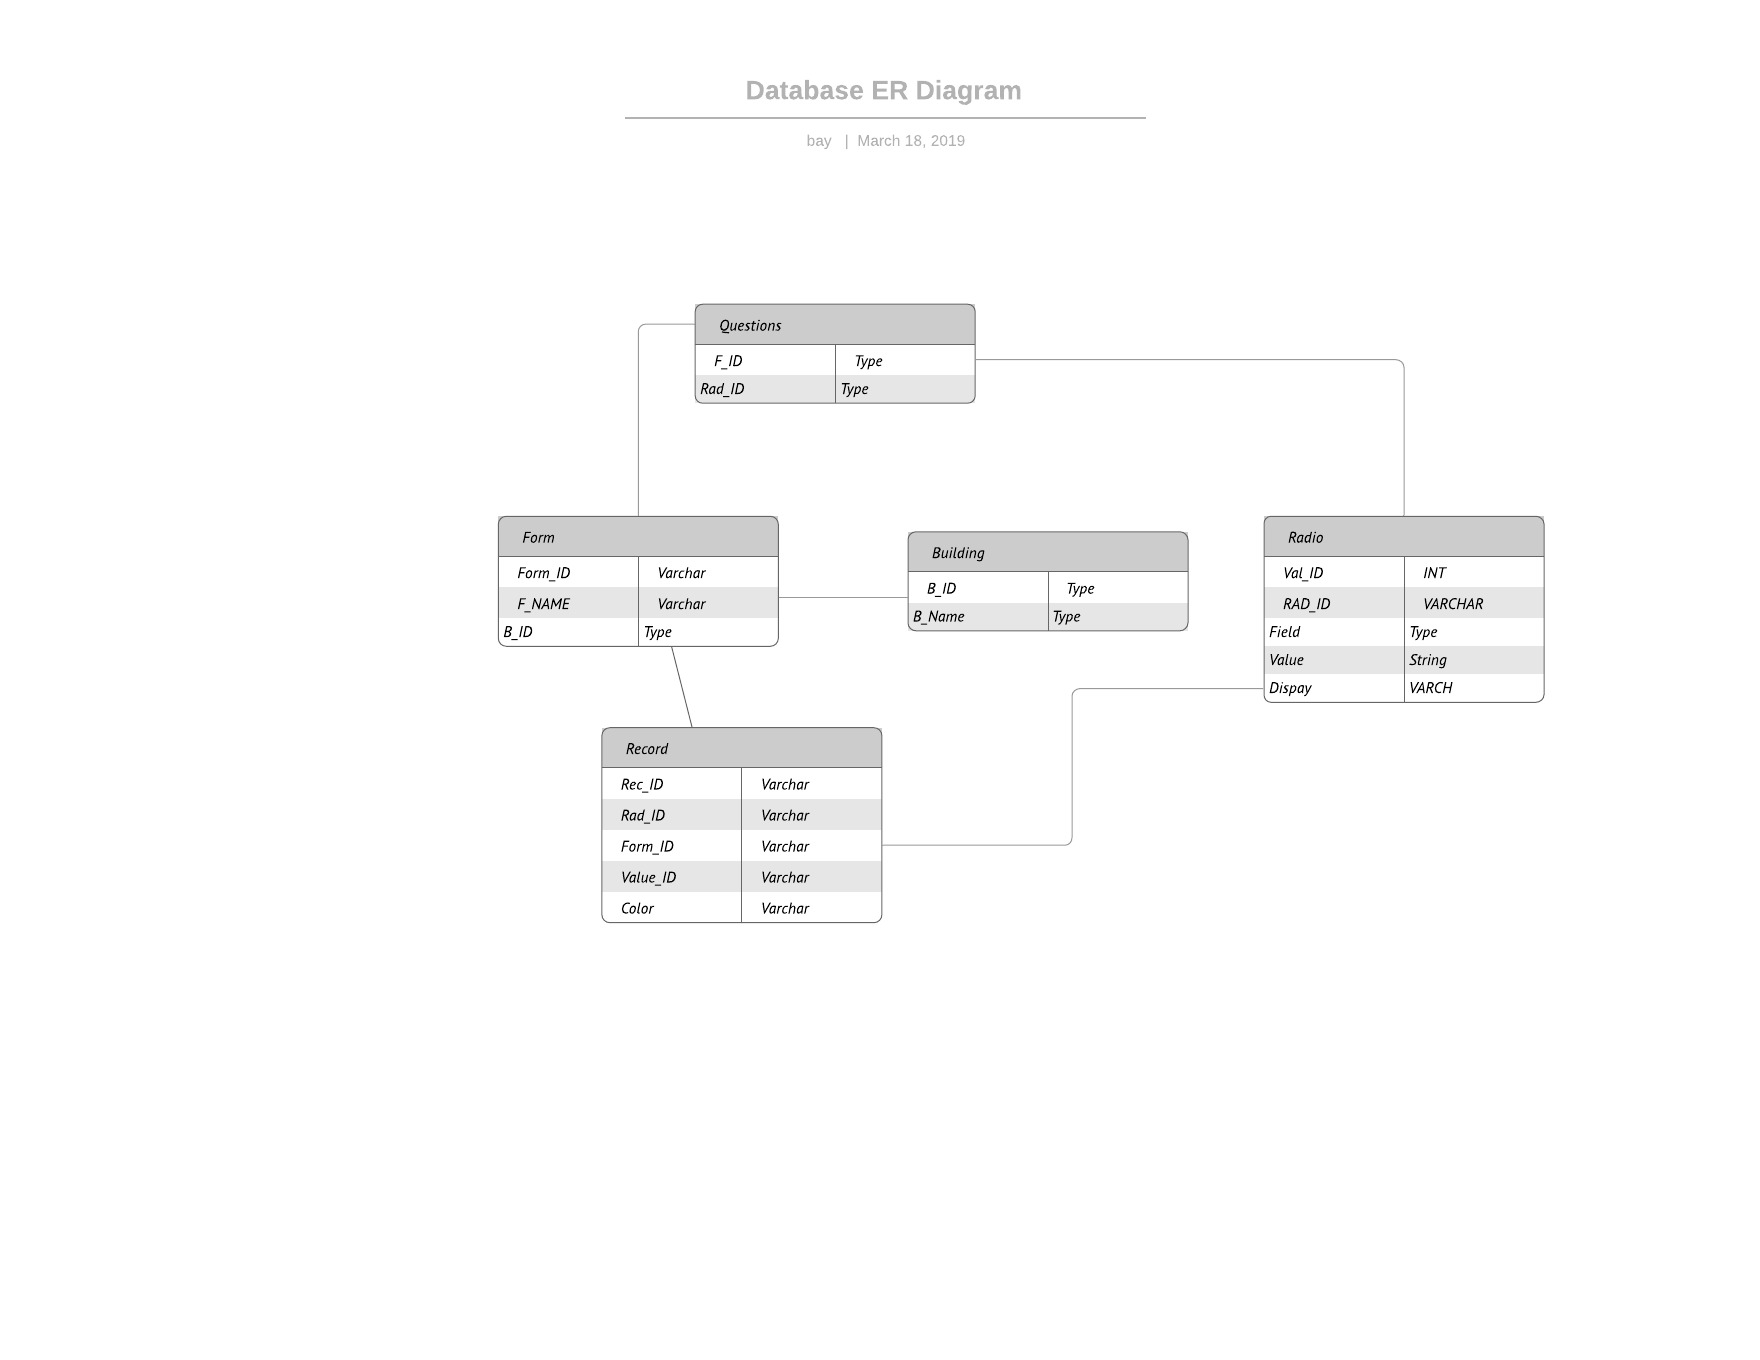 Database ER Diagram
bay | March 18, 2019
Questions
F_ID Type
Rad_ID Type
Form
Form_ID Varchar
F_NAME Varchar
B_ID Type
Building
B_ID Type
B_Name Type
Radio
Val_ID INT
RAD_ID VARCHAR
Field Type
Value String
Dispay VARCH
Record
Rec_ID Varchar
Rad_ID Varchar
Form_ID Varchar
Value_ID Varchar
Color Varchar